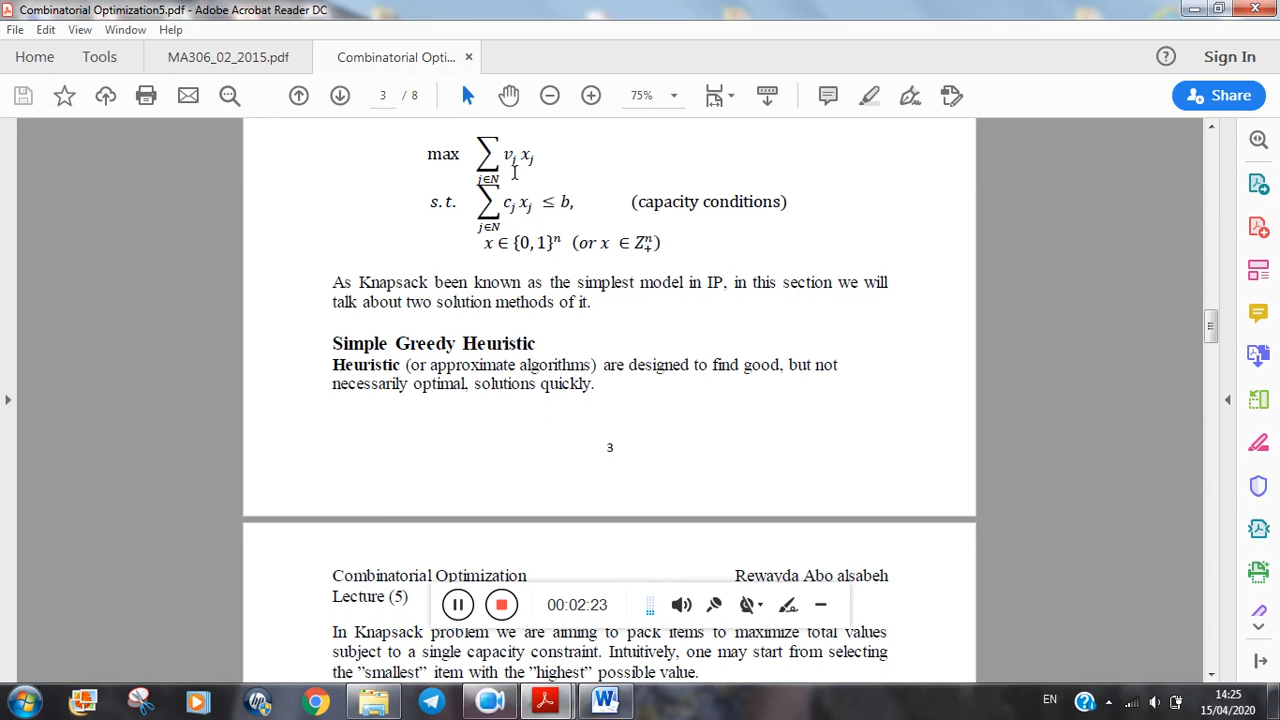 Combinatorial Optimization5.pdf - Adobe Acrobat Reader DC
File Edit View Window Help
Home Tools MA306_02_2015.pdf Combinatorial Opti... × Sign In
3 / 8 75% Share
max ∑ v_j x_j
j∈N
s.t. ∑ c_j x_j ≤ b, (capacity conditions)
j∈N
x ∈ {0,1}^n (or x ∈ Z_+^n)
As Knapsack been known as the simplest model in IP, in this section we will
talk about two solution methods of it.
Simple Greedy Heuristic
Heuristic (or approximate algorithms) are designed to find good, but not
necessarily optimal, solutions quickly.
3
Combinatorial Optimization Rewayda Abo alsabeh
Lecture (5)
00:02:23
In Knapsack problem we are aiming to pack items to maximize total values
subject to a single capacity constraint. Intuitively, one may start from selecting
the ”smallest” item with the ”highest” possible value.
EN 14:25
15/04/2020